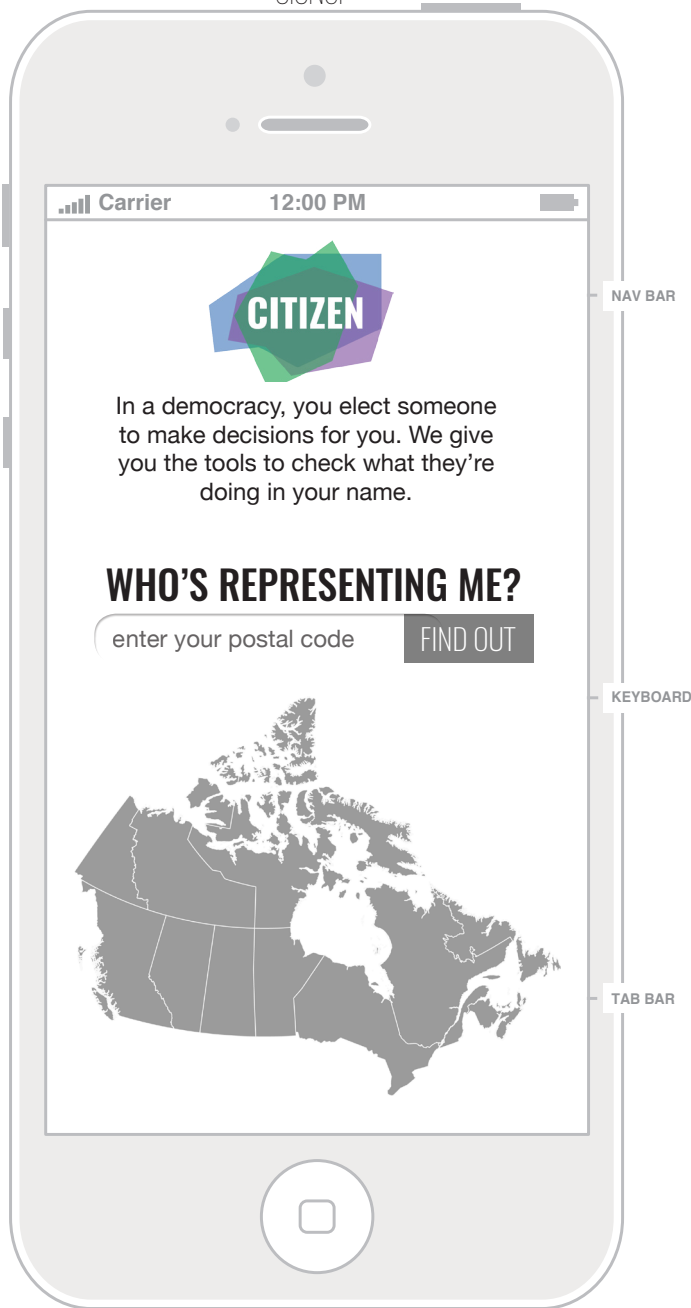 Carrier 12:00 PM
CITIZEN
NAV BAR
In a democracy, you elect someone
to make decisions for you. We give
you the tools to check what they’re
doing in your name.
WHO’S REPRESENTING ME?
enter your postal code FIND OUT
KEYBOARD
TAB BAR